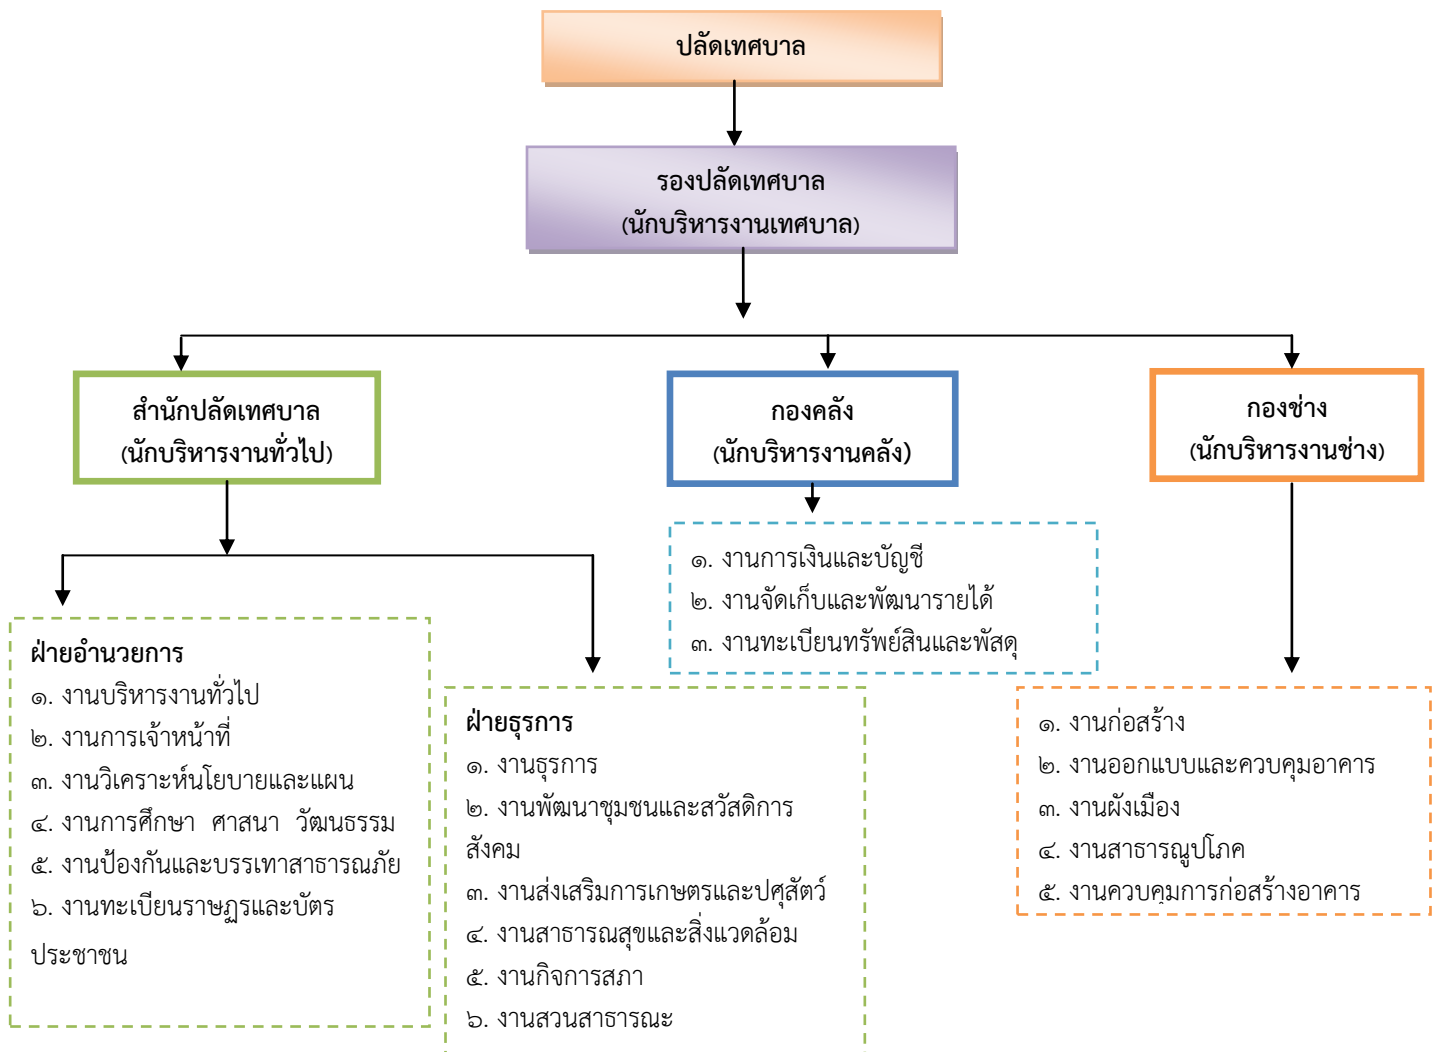 ปลัดเทศบาล
รองปลัดเทศบาล
(นักบริหารงานเทศบาล)
สำนักปลัดเทศบาล
(นักบริหารงานทั่วไป)
กองคลัง
(นักบริหารงานคลัง)
กองช่าง
(นักบริหารงานช่าง)
ฝ่ายอำนวยการ
๑. งานบริหารงานทั่วไป
๒. งานการเจ้าหน้าที่
๓. งานวิเคราะห์นโยบายและแผน
๔. งานการศึกษา ศาสนา วัฒนธรรม
๕. งานป้องกันและบรรเทาสาธารณภัย
๖. งานทะเบียนราษฎรและบัตร
ประชาชน
ฝ่ายธุรการ
๑. งานธุรการ
๒. งานพัฒนาชุมชนและสวัสดิการ
สังคม
๓. งานส่งเสริมการเกษตรและปศุสัตว์
๔. งานสาธารณสุขและสิ่งแวดล้อม
๕. งานกิจการสภา
๖. งานสวนสาธารณะ
๑. งานการเงินและบัญชี
๒. งานจัดเก็บและพัฒนารายได้
๓. งานทะเบียนทรัพย์สินและพัสดุ
๑. งานก่อสร้าง
๒. งานออกแบบและควบคุมอาคาร
๓. งานผังเมือง
๔. งานสาธารณูปโภค
๕. งานควบคุมการก่อสร้างอาคาร